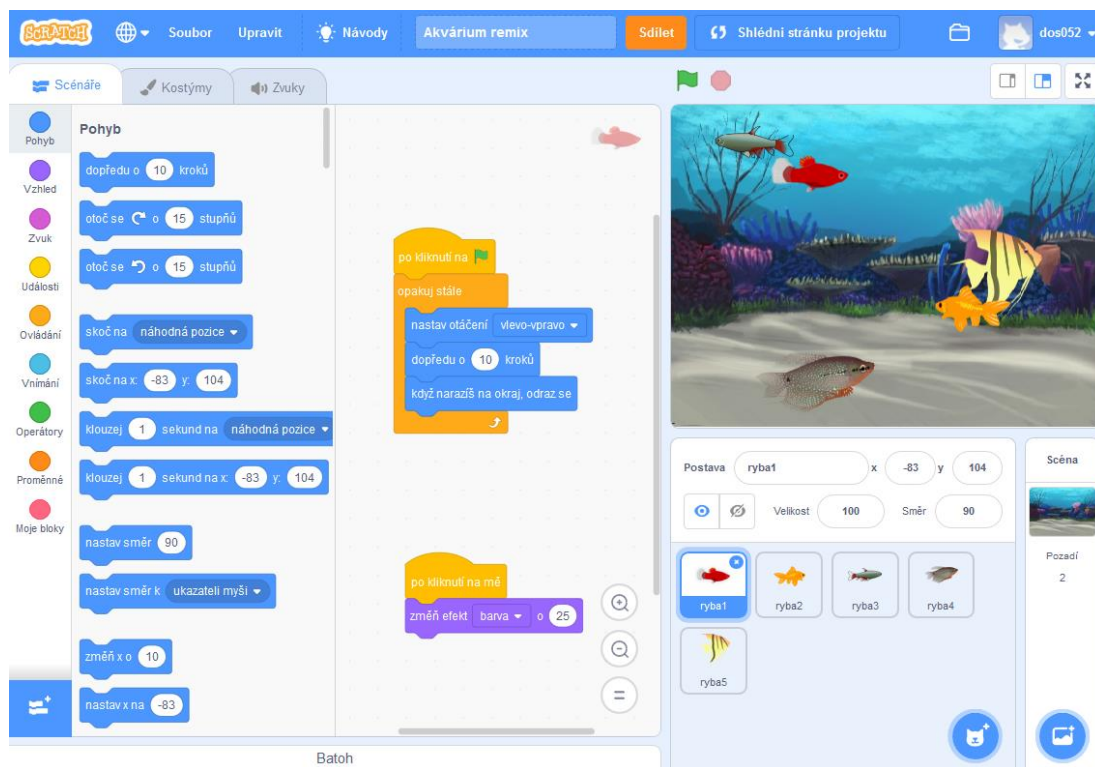 SCRATCH
Soubor
Upravit
Návody
Akvárium remix
Sdílet
Shlédni stránku projektu
dos052
Scénáře
Kostýmy
Zvuky
Pohyb
Vzhled
Zvuk
Události
Ovládání
Vnímání
Operátory
Proměnné
Moje bloky
Pohyb
dopředu o 10 kroků
otoč se o 15 stupňů
otoč se o 15 stupňů
skoč na náhodná pozice
skoč na x: -83 y: 104
klouzej 1 sekund na náhodná pozice
klouzej 1 sekund na x: -83 y: 104
nastav směr 90
nastav směr k ukazateli myši
změň x o 10
nastav x na -83
po kliknutí na
opakuj stále
nastav otáčení vlevo-vpravo
dopředu o 10 kroků
když narazíš na okraj, odraz se
po kliknutí na mě
změň efekt barva o 25
Batoh
Postava ryba1 x -83 y 104
Velikost 100 Směr 90
ryba1
ryba2
ryba3
ryba4
ryba5
Scéna
Pozadí
2